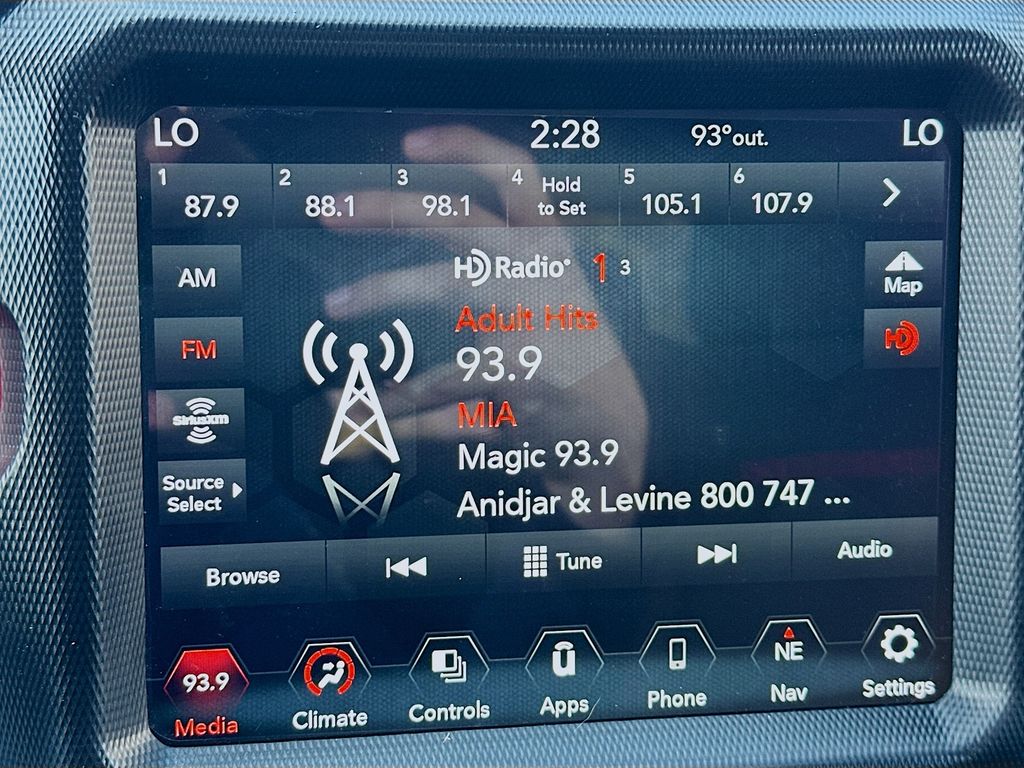 LO 2:28 93°out. LO
1 2 3 4 5 6
87.9 88.1 98.1 Hold to Set 105.1 107.9
AM
FM
SiriusXM
Source
Select
HD Radio® 1 3
Adult Hits
93.9
MIA
Magic 93.9
Anidjar & Levine 800 747 ...
Map
HD
Browse Tune Audio
93.9 NE
Media Climate Controls Apps Phone Nav Settings